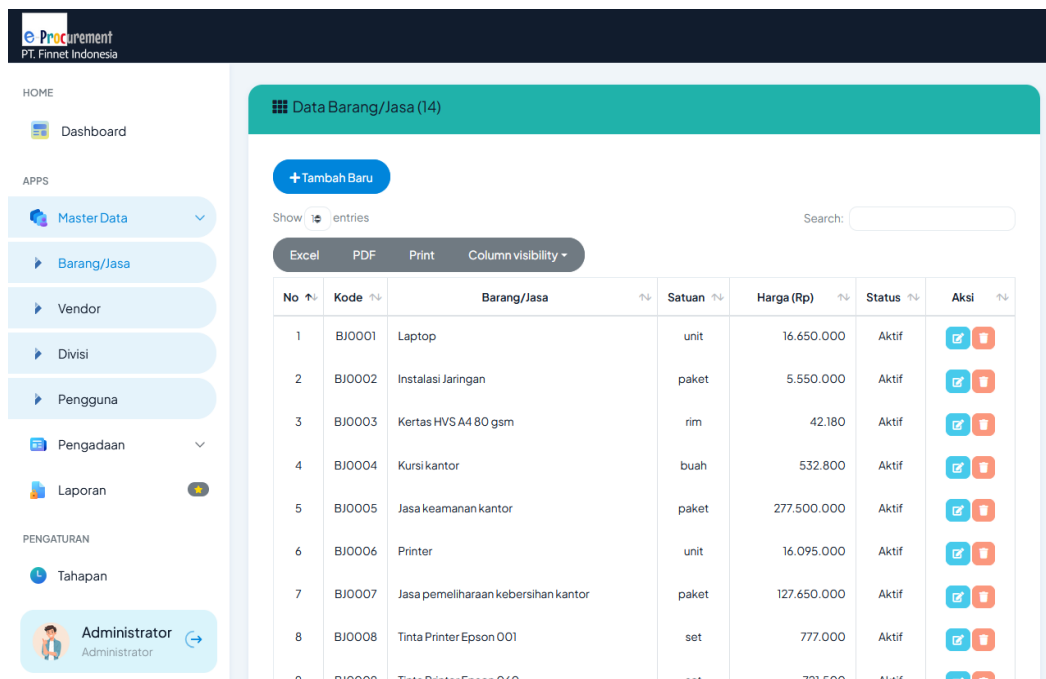 e Procurement
PT. Finnet Indonesia
HOME
Dashboard
APPS
Master Data
Barang/Jasa
Vendor
Divisi
Pengguna
Pengadaan
Laporan
PENGATURAN
Tahapan
Administrator
Administrator
Data Barang/Jasa (14)
+ Tambah Baru
Show entries Search:
Excel PDF Print Column visibility
No Kode Barang/Jasa Satuan Harga (Rp) Status Aksi
1 BJ0001 Laptop unit 16.650.000 Aktif
2 BJ0002 Instalasi Jaringan paket 5.550.000 Aktif
3 BJ0003 Kertas HVS A4 80 gsm rim 42.180 Aktif
4 BJ0004 Kursi kantor buah 532.800 Aktif
5 BJ0005 Jasa keamanan kantor paket 277.500.000 Aktif
6 BJ0006 Printer unit 16.095.000 Aktif
7 BJ0007 Jasa pemeliharaan kebersihan kantor paket 127.650.000 Aktif
8 BJ0008 Tinta Printer Epson 001 set 777.000 Aktif